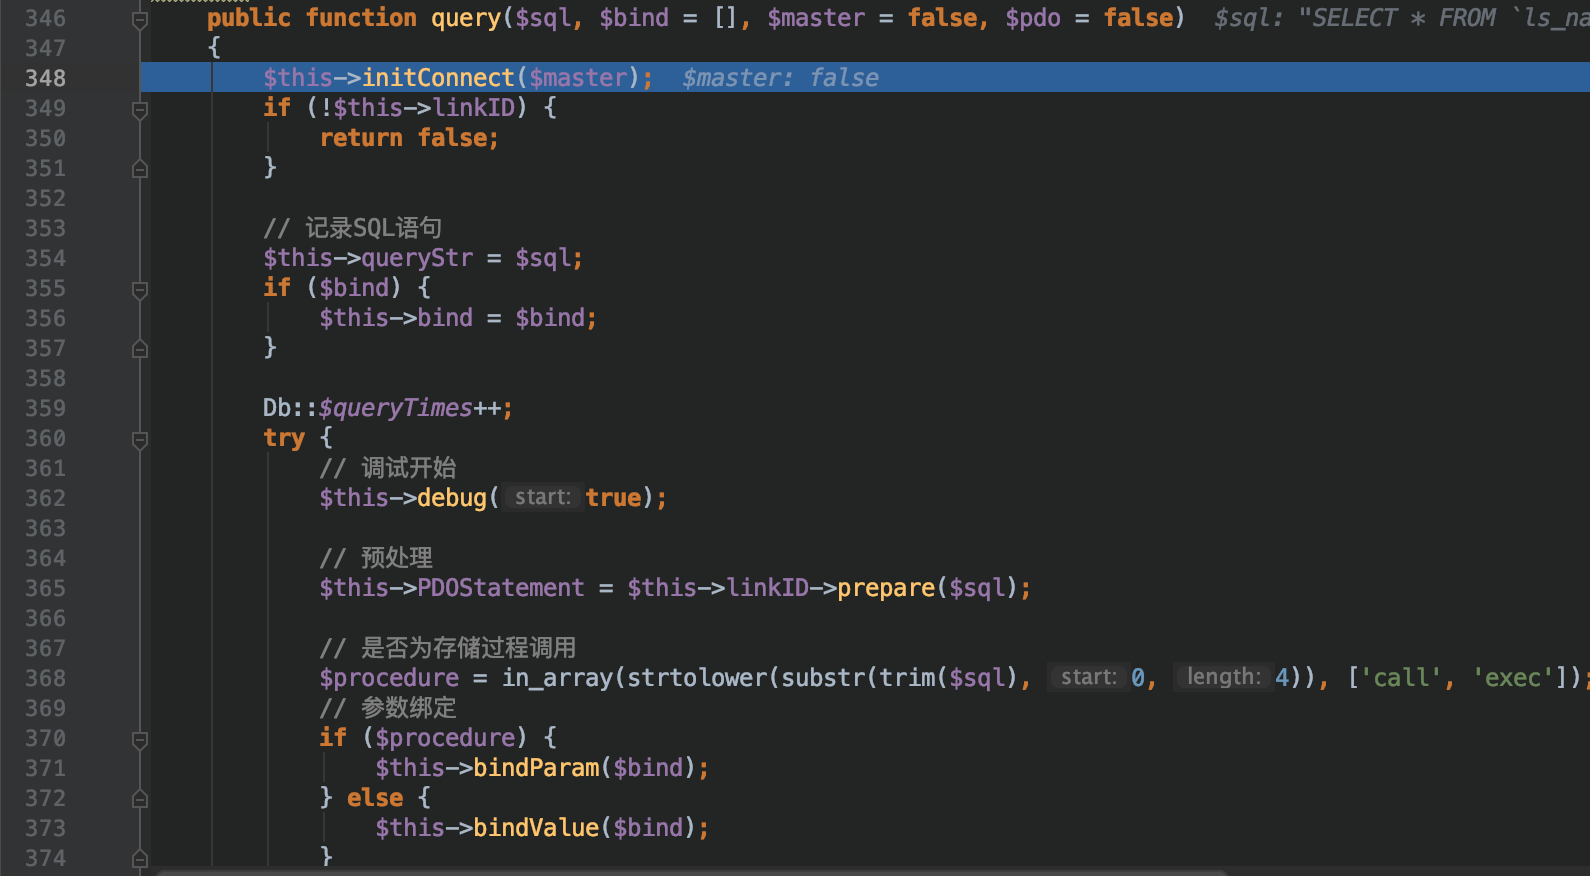 346 public function query($sql, $bind = [], $master = false, $pdo = false) $sql: "SELECT * FROM `ls_na
347 {
348 $this->initConnect($master); $master: false
349 if (!$this->linkID) {
350 return false;
351 }
352
353 // 记录SQL语句
354 $this->queryStr = $sql;
355 if ($bind) {
356 $this->bind = $bind;
357 }
358
359 Db::$queryTimes++;
360 try {
361 // 调试开始
362 $this->debug( start: true);
363
364 // 预处理
365 $this->PDOStatement = $this->linkID->prepare($sql);
366
367 // 是否为存储过程调用
368 $procedure = in_array(strtolower(substr(trim($sql), start: 0, length: 4)), ['call', 'exec']);
369 // 参数绑定
370 if ($procedure) {
371 $this->bindParam($bind);
372 } else {
373 $this->bindValue($bind);
374 }